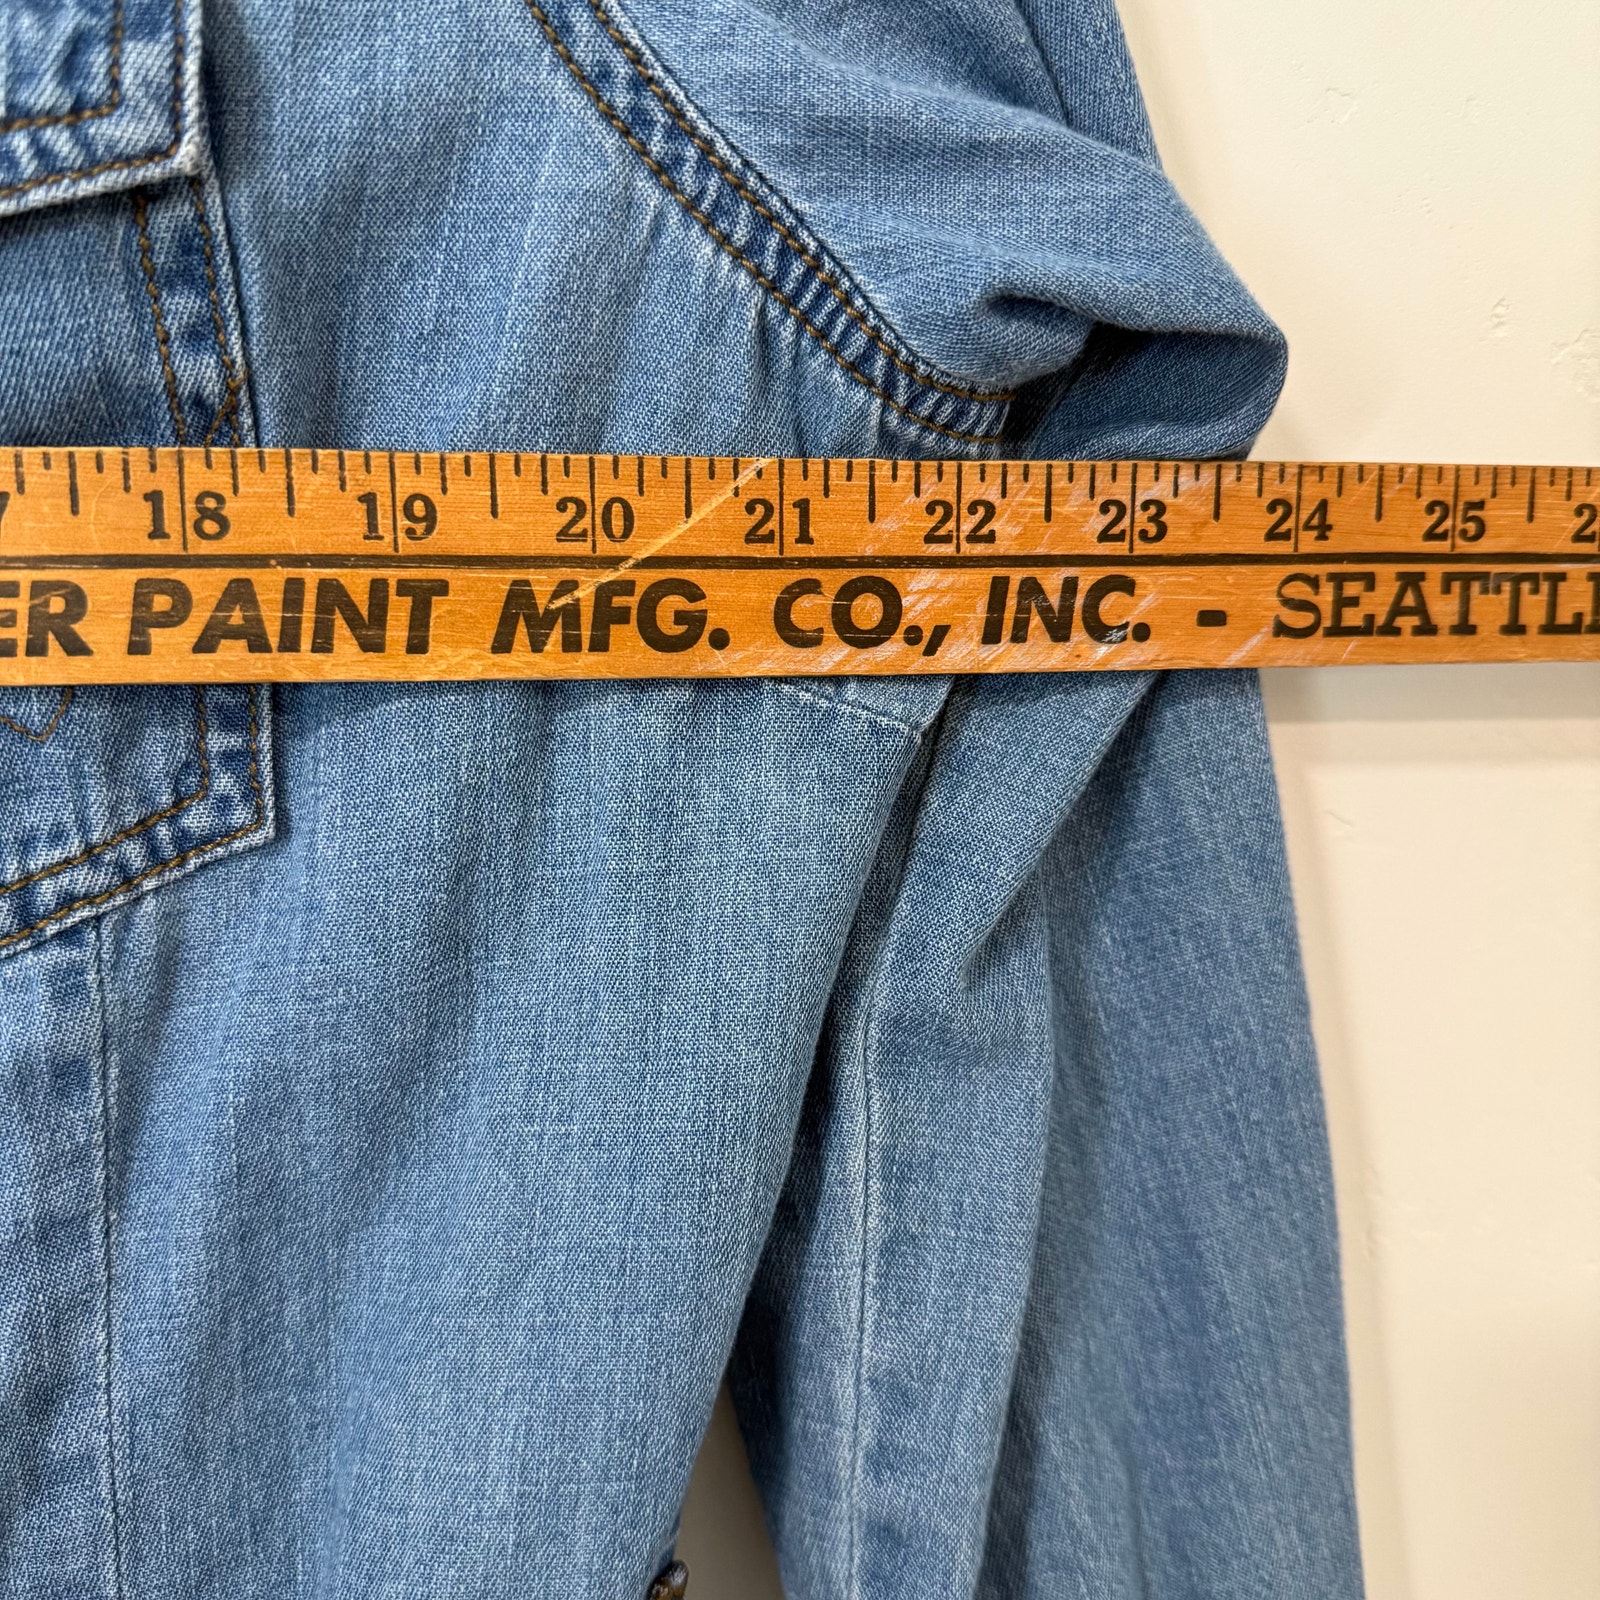 18 19 20 21 22 23 24 25
ER PAINT MFG. CO., INC. - SEATTL